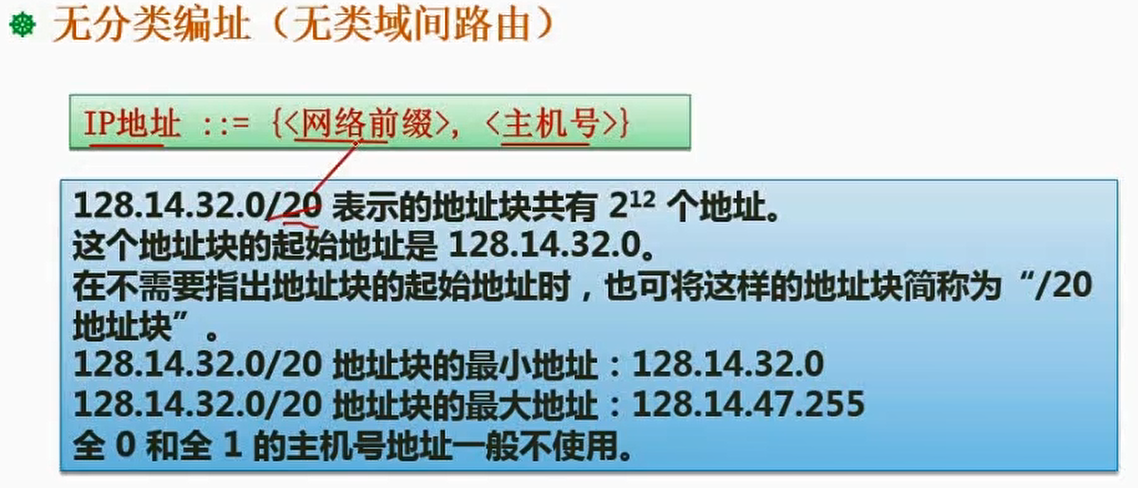 无分类编址（无类域间路由）
IP地址 ::= {<网络前缀>, <主机号>}
128.14.32.0/20 表示的地址块共有 2¹² 个地址。
这个地址块的起始地址是 128.14.32.0。
在不需要指出地址块的起始地址时，也可将这样的地址块简称为“/20
地址块”。
128.14.32.0/20 地址块的最小地址：128.14.32.0
128.14.32.0/20 地址块的最大地址：128.14.47.255
全 0 和全 1 的主机号地址一般不使用。